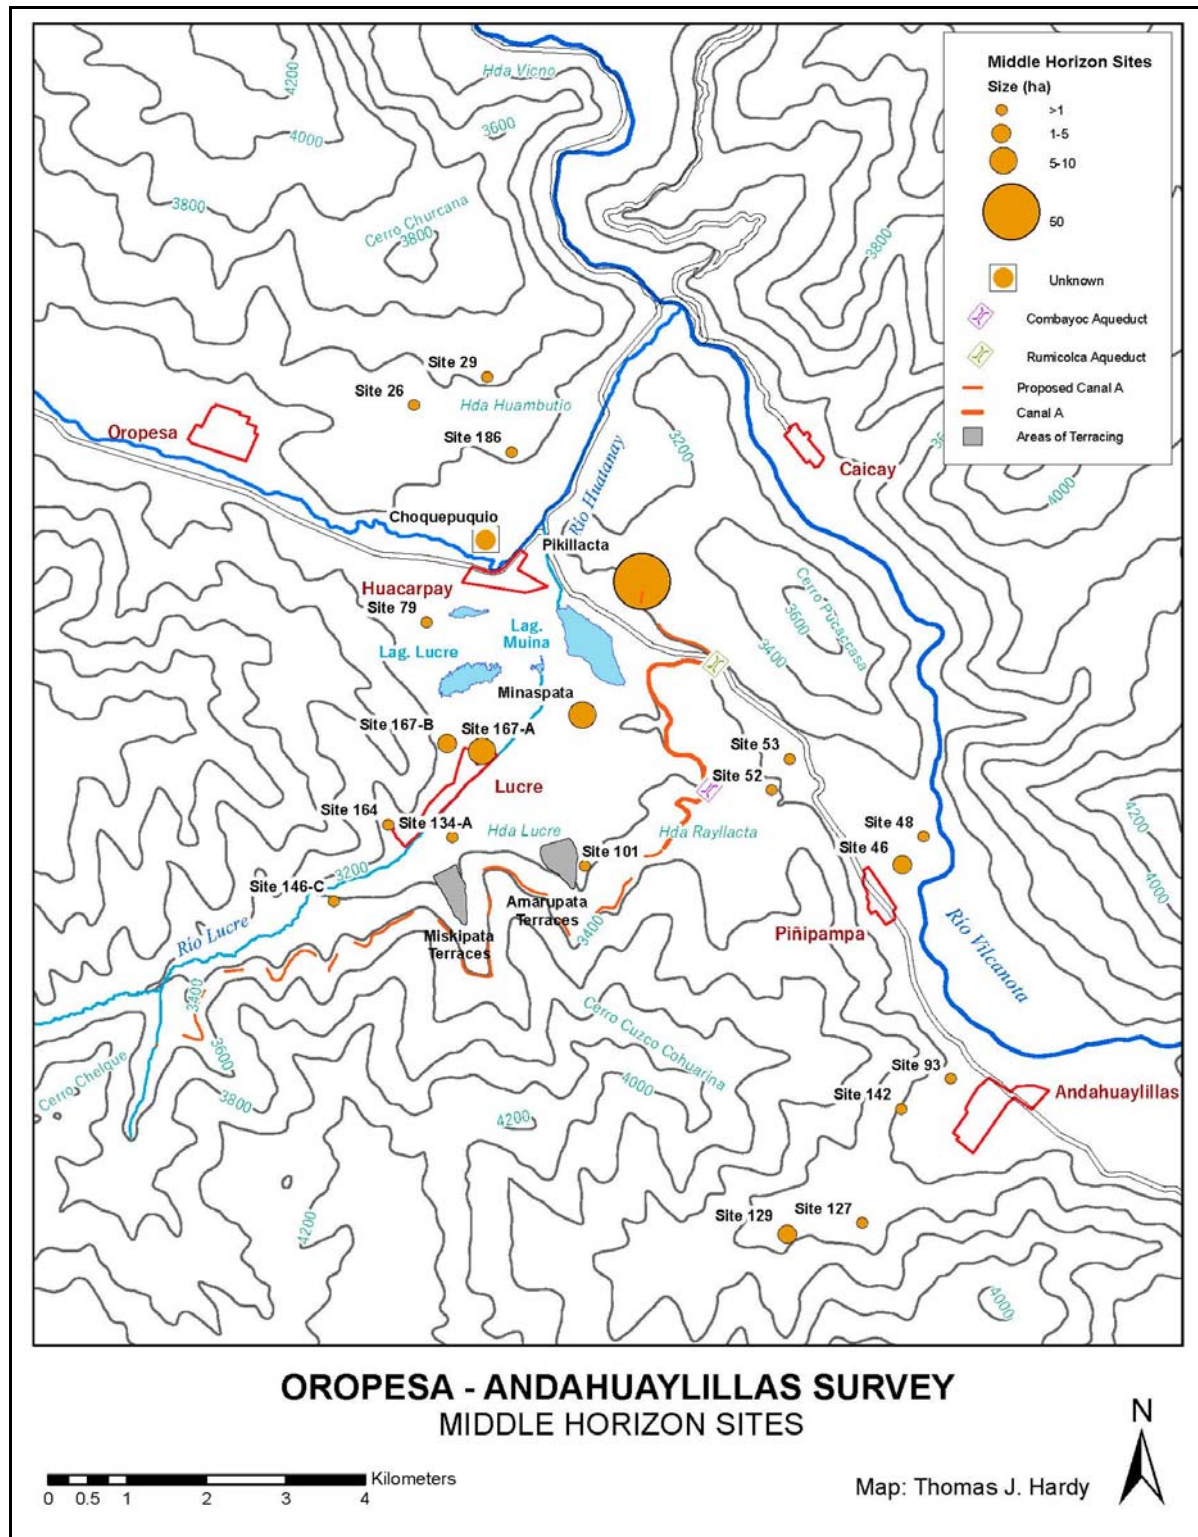 Hda Vicno
4200
4000
3600
3800
Cerro Churcana
3800
3800
Middle Horizon Sites
Size (ha)
>1
1-5
5-10
50
Unknown
Combayoc Aqueduct
Rumicolca Aqueduct
Proposed Canal A
Canal A
Areas of Terracing
Site 29
Site 26
Hda Huambutio
Oropesa
Site 186
Río Huatanay
3200
Caicay
4000
Choquepuquio
Pikillacta
Huacarpay
Site 79
Cerro Pucaccasa
3600
3400
Lag. Lucre
Lag.
Muina
Minaspata
Site 167-B
Site 167-A
Site 53
Site 52
Lucre
Site 164
Site 134-A
Hda Lucre
Hda Rayllacta
Site 48
Site 46
4200
4000
3200
Site 101
Site 146-C
Amarupata
Terraces
3400
Miskipata
Terraces
Río Lucre
Piñipampa
Río Vilcanota
3400
3600
3800
Cerro Chelque
Cerro Cuzco Cohuarina
4000
4200
Site 93
Site 142
Andahuaylillas
4200
Site 129
Site 127
4000
OROPESA - ANDAHUAYLILLAS SURVEY
MIDDLE HORIZON SITES
Kilometers
0 0.5 1 2 3 4
Map: Thomas J. Hardy
N